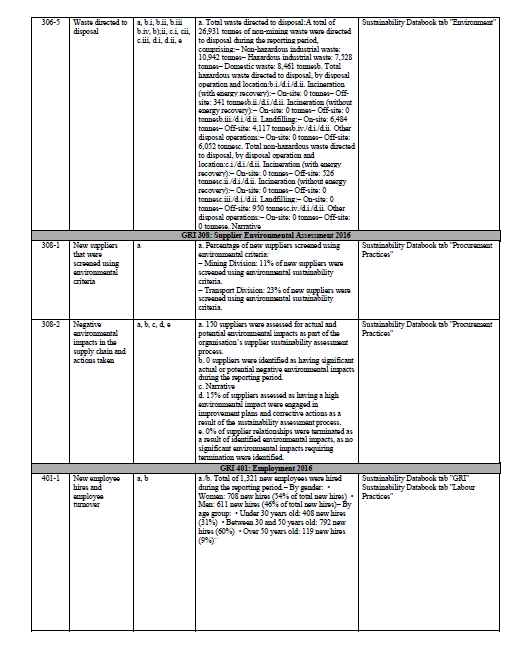 306-5 Waste directed to disposal a, b.i, b.ii, b.iii b.iv, b);ii, c.i, cii, c.iii, d.i, d.ii, e
a. Total waste directed to disposal:A total of
26,931 tonnes of non-mining waste were directed
to disposal during the reporting period,
comprising:– Non-hazardous industrial waste:
10,942 tonnes– Hazardous industrial waste: 7,528
tonnes– Domestic waste: 8,461 tonnesb. Total
hazardous waste directed to disposal, by disposal
operation and location:b.i./d.i./d.ii. Incineration
(with energy recovery):– On-site: 0 tonnes– Off-
site: 341 tonnesb.ii./d.i./d.ii. Incineration (without
energy recovery):– On-site: 0 tonnes– Off-site: 0
tonnesb.iii./d.i./d.ii. Landfilling:– On-site: 6,484
tonnes– Off-site: 4,117 tonnesb.iv./d.i./d.ii. Other
disposal operations:– On-site: 0 tonnes– Off-site:
6,052 tonnesc. Total non-hazardous waste directed
to disposal, by disposal operation and
location:c.i./d.i./d.ii. Incineration (with energy
recovery):– On-site: 0 tonnes– Off-site: 526
tonnesc.ii./d.i./d.ii. Incineration (without energy
recovery):– On-site: 0 tonnes– Off-site: 0
tonnesc.iii./d.i./d.ii. Landfilling:– On-site: 0
tonnes– Off-site: 950 tonnesc.iv./d.i./d.ii. Other
disposal operations:– On-site: 0 tonnes– Off-site:
0 tonnese. Narrative
Sustainability Databook tab "Environment"
GRI 308: Supplier Environmental Assessment 2016
308-1
New suppliers
that were
screened using
environmental
criteria
a
a. Percentage of new suppliers screened using
environmental criteria:
– Mining Division: 11% of new suppliers were
screened using environmental sustainability
criteria.
– Transport Division: 23% of new suppliers were
screened using environmental sustainability
criteria.
Sustainability Databook tab "Procurement
Practices"
308-2
Negative
environmental
impacts in the
supply chain and
actions taken
a, b, c, d, e
a. 150 suppliers were assessed for actual and
potential environmental impacts as part of the
organisation's supplier sustainability assessment
process.
b. 0 suppliers were identified as having significant
actual or potential negative environmental impacts
during the reporting period.
c. Narrative
d. 15% of suppliers assessed as having a high
environmental impact were engaged in
improvement plans and corrective actions as a
result of the sustainability assessment process.
e. 0% of supplier relationships were terminated as
a result of identified environmental impacts, as no
significant environmental impacts requiring
termination were identified.
Sustainability Databook tab "Procurement
Practices"
GRI 401: Employment 2016
401-1
New employee
hires and
employee
turnover
a, b
a./b. Total of 1,321 new employees were hired
during the reporting period.– By gender: •
Women: 708 new hires (54% of total new hires) •
Men: 611 new hires (46% of total new hires)– By
age group: • Under 30 years old: 408 new hires
(31%) • Between 30 and 50 years old: 792 new
hires (60%) • Over 50 years old: 119 new hires
(9%)
Sustainability Databook tab "GRI"
Sustainability Databook tab "Labour
Practices"